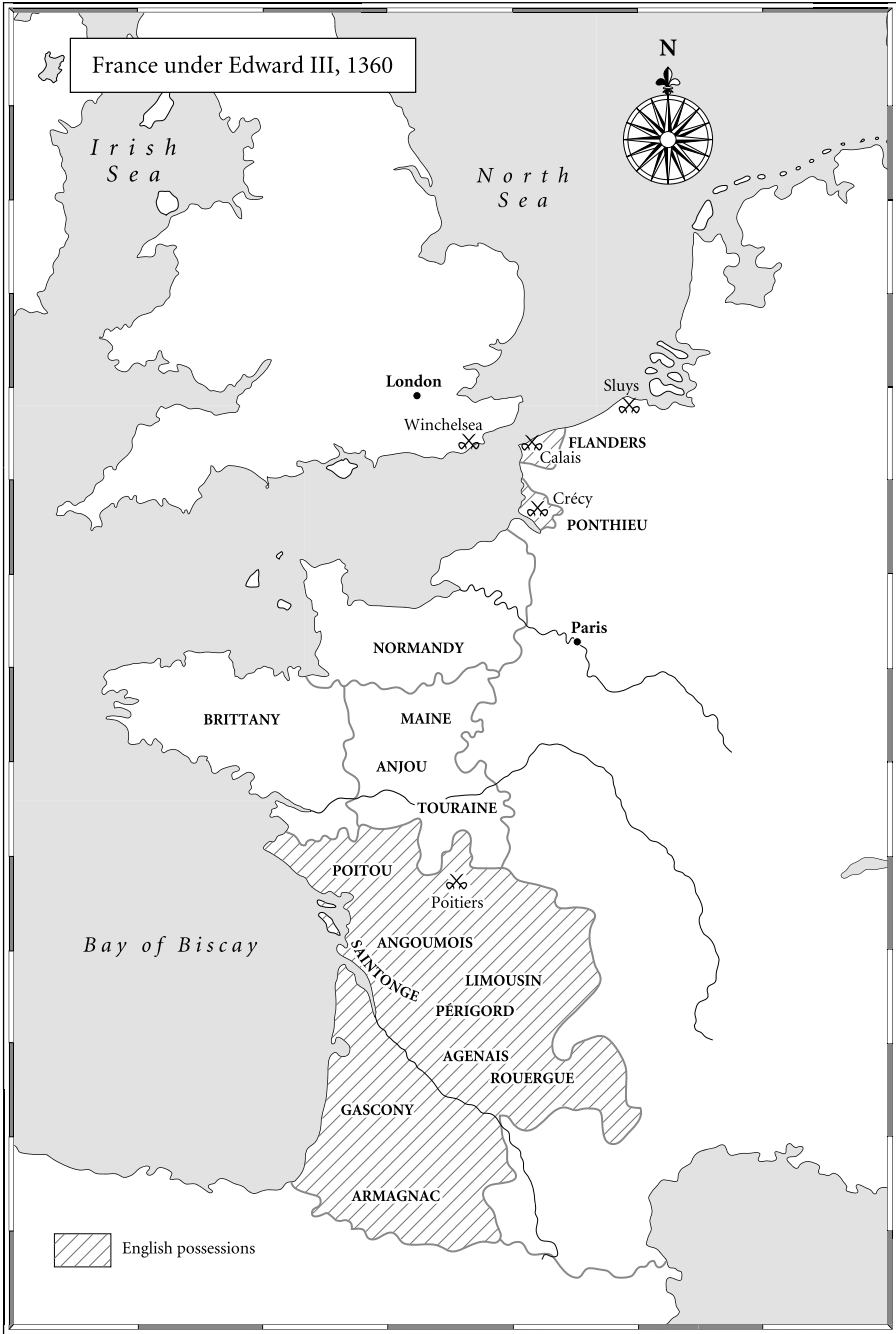 France under Edward III, 1360
N
Irish
Sea
North
Sea
London
Sluys
Winchelsea
FLANDERS
Calais
Crécy
PONTHIEU
Paris
NORMANDY
BRITTANY
MAINE
ANJOU
TOURAINE
POITOU
Poitiers
Bay of Biscay
ANGOUMOIS
SAINTONGE
LIMOUSIN
PÉRIGORD
AGENAIS
ROUERGUE
GASCONY
ARMAGNAC
English possessions